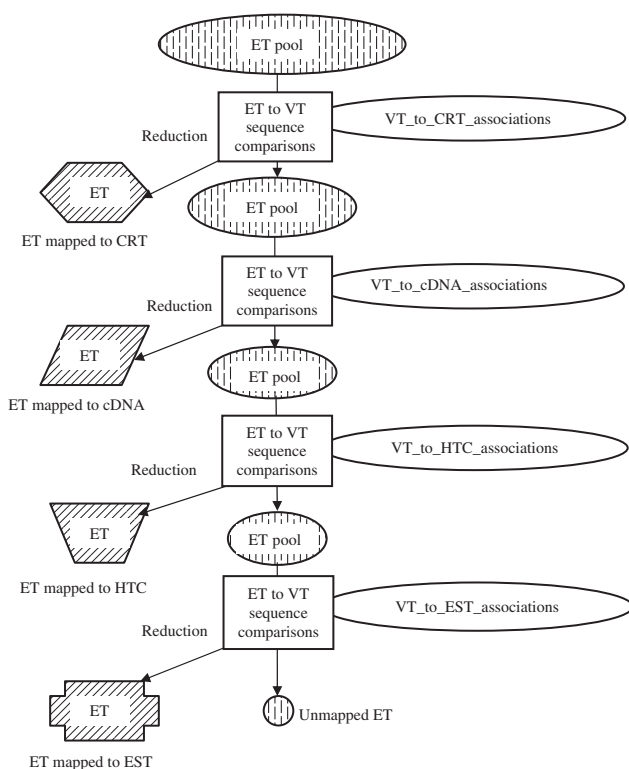 ET pool
ET to VT
sequence
comparisons
VT_to_CRT_associations
Reduction
ET
ET mapped to CRT
ET pool
ET to VT
sequence
comparisons
VT_to_cDNA_associations
Reduction
ET
ET mapped to cDNA
ET pool
ET to VT
sequence
comparisons
VT_to_HTC_associations
Reduction
ET
ET mapped to HTC
ET pool
ET to VT
sequence
comparisons
VT_to_EST_associations
Reduction
ET
ET mapped to EST
Unmapped ET